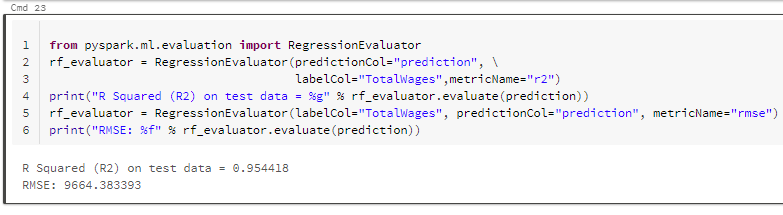 Cmd 23
1 from pyspark.ml.evaluation import RegressionEvaluator
2 rf_evaluator = RegressionEvaluator(predictionCol="prediction", \
3 labelCol="TotalWages",metricName="r2")
4 print("R Squared (R2) on test data = %g" % rf_evaluator.evaluate(prediction))
5 rf_evaluator = RegressionEvaluator(labelCol="TotalWages", predictionCol="prediction", metricName="rmse")
6 print("RMSE: %f" % rf_evaluator.evaluate(prediction))
R Squared (R2) on test data = 0.954418
RMSE: 9664.383393